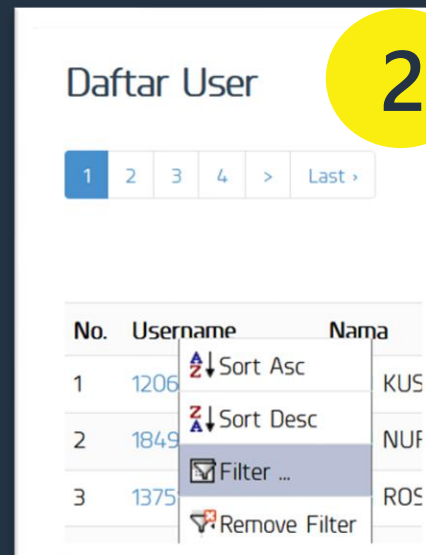 Daftar User
2
1 2 3 4 > Last ›
No. Username Nama
Sort Asc
1 1206 KUS
Sort Desc
2 1849 NUR
Filter ...
3 1375 ROS
Remove Filter